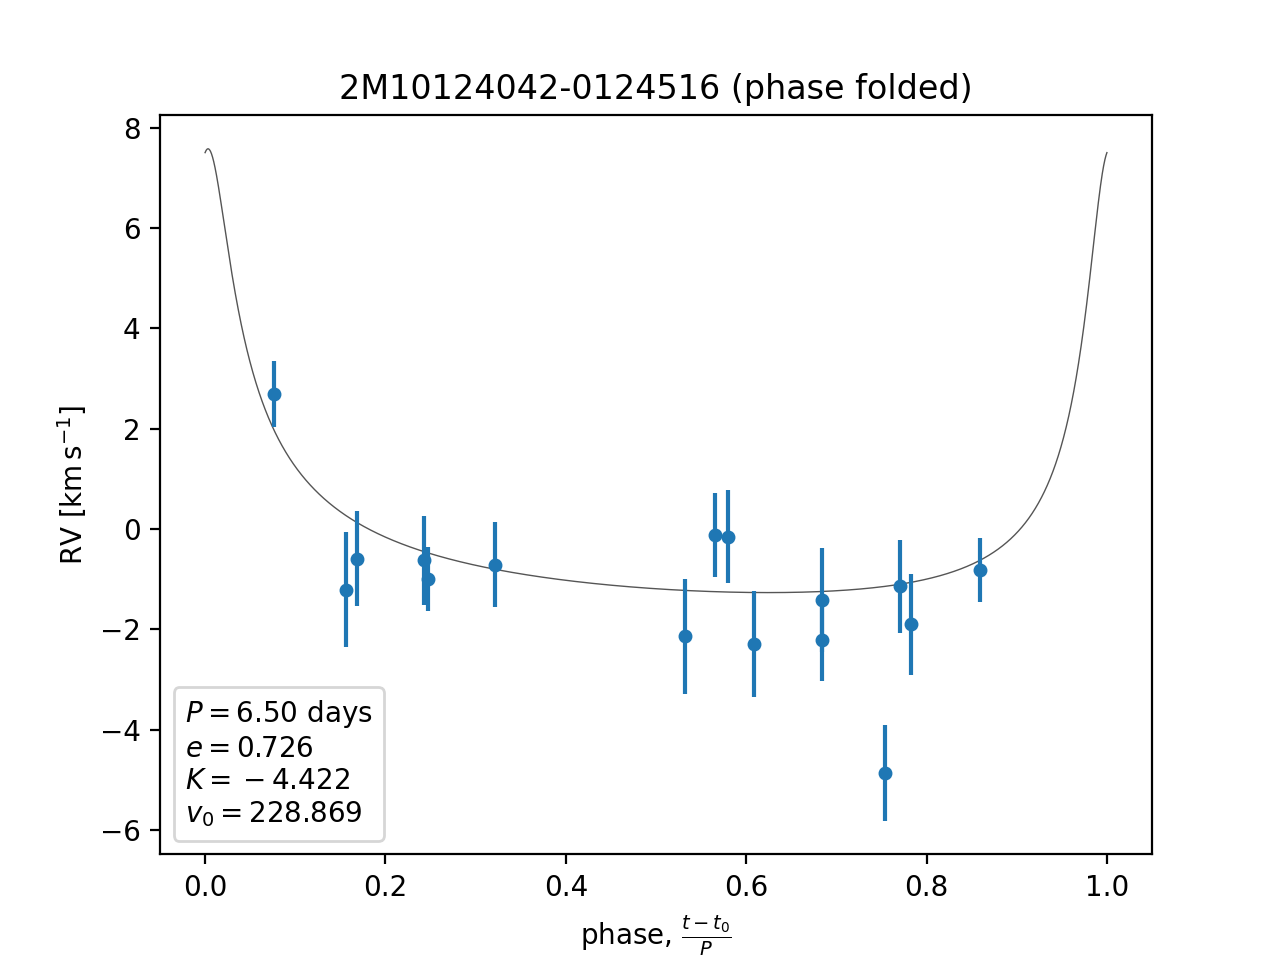 2M10124042-0124516 (phase folded)
8
6
4
2
0
−2
−4
−6
RV [km s⁻¹]
P = 6.50 days
e = 0.726
K = −4.422
v₀ = 228.869
0.0 0.2 0.4 0.6 0.8 1.0
phase, (t − t₀)/P